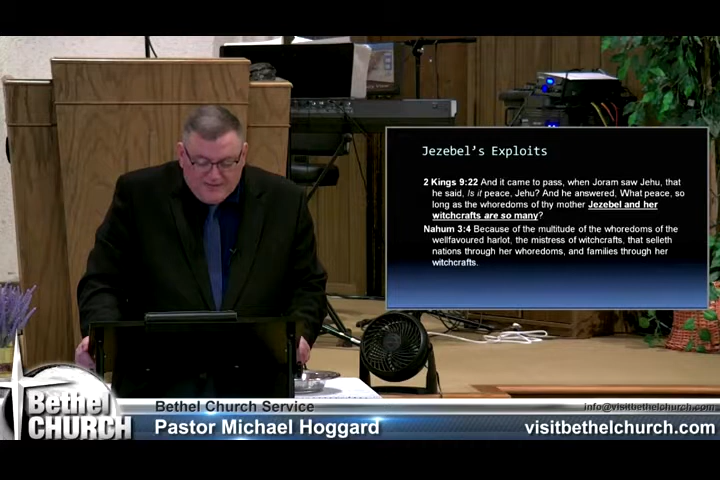 Jezebel's Exploits
2 Kings 9:22 And it came to pass, when Joram saw Jehu, that
he said, Is it peace, Jehu? And he answered, What peace, so
long as the whoredoms of thy mother Jezebel and her
witchcrafts are so many?
Nahum 3:4 Because of the multitude of the whoredoms of the
wellfavoured harlot, the mistress of witchcrafts, that selleth
nations through her whoredoms, and families through her
witchcrafts.
Bethel
CHURCH
Bethel Church Service
info@visitbethelchurch.com
Pastor Michael Hoggard
visitbethelchurch.com